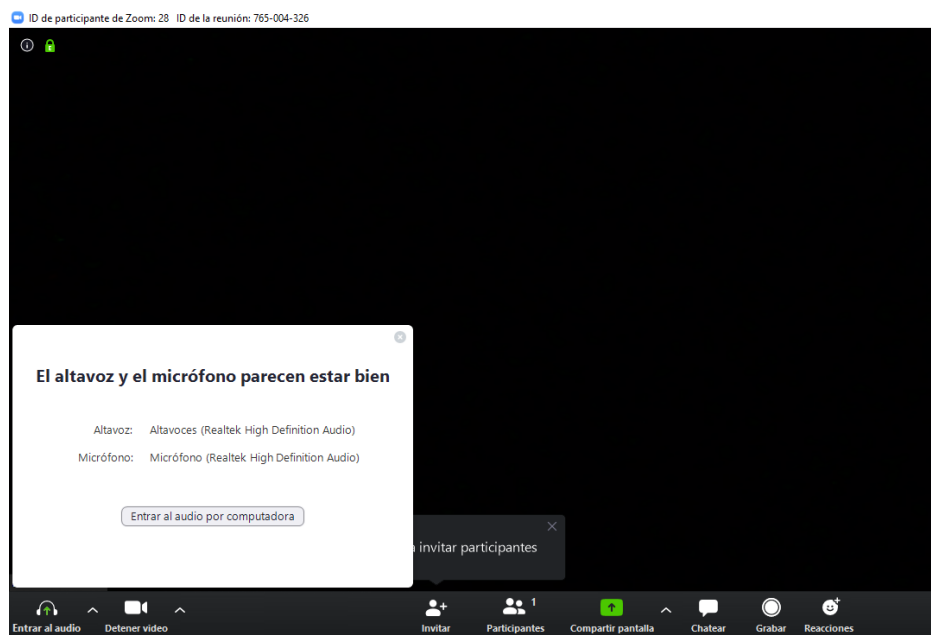 ID de participante de Zoom: 28 ID de la reunión: 765-004-326
El altavoz y el micrófono parecen estar bien
Altavoz: Altavoces (Realtek High Definition Audio)
Micrófono: Micrófono (Realtek High Definition Audio)
Entrar al audio por computadora
invitar participantes
1
Entrar al audio Detener video Invitar Participantes Compartir pantalla Chatear Grabar Reacciones